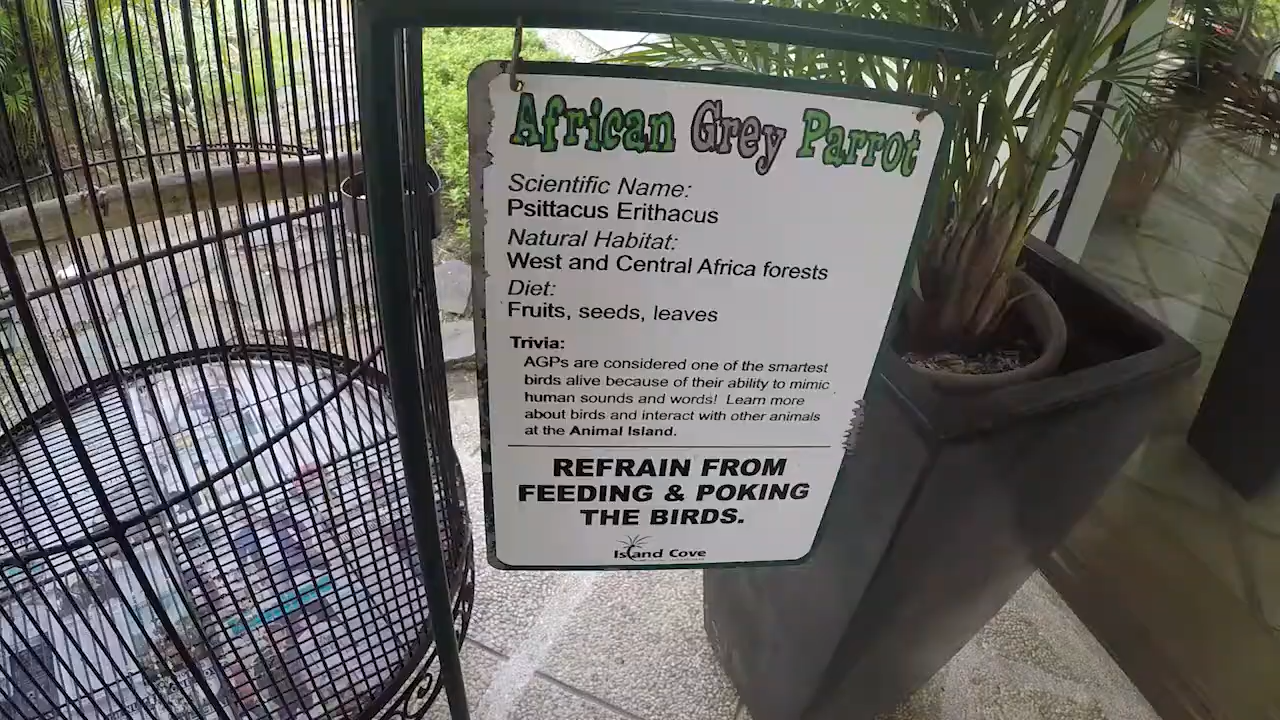 African Grey Parrot
Scientific Name:
Psittacus Erithacus
Natural Habitat:
West and Central Africa forests
Diet:
Fruits, seeds, leaves
Trivia:
AGPs are considered one of the smartest
birds alive because of their ability to mimic
human sounds and words! Learn more
about birds and interact with other animals
at the Animal Island.
REFRAIN FROM
FEEDING & POKING
THE BIRDS.
Island Cove